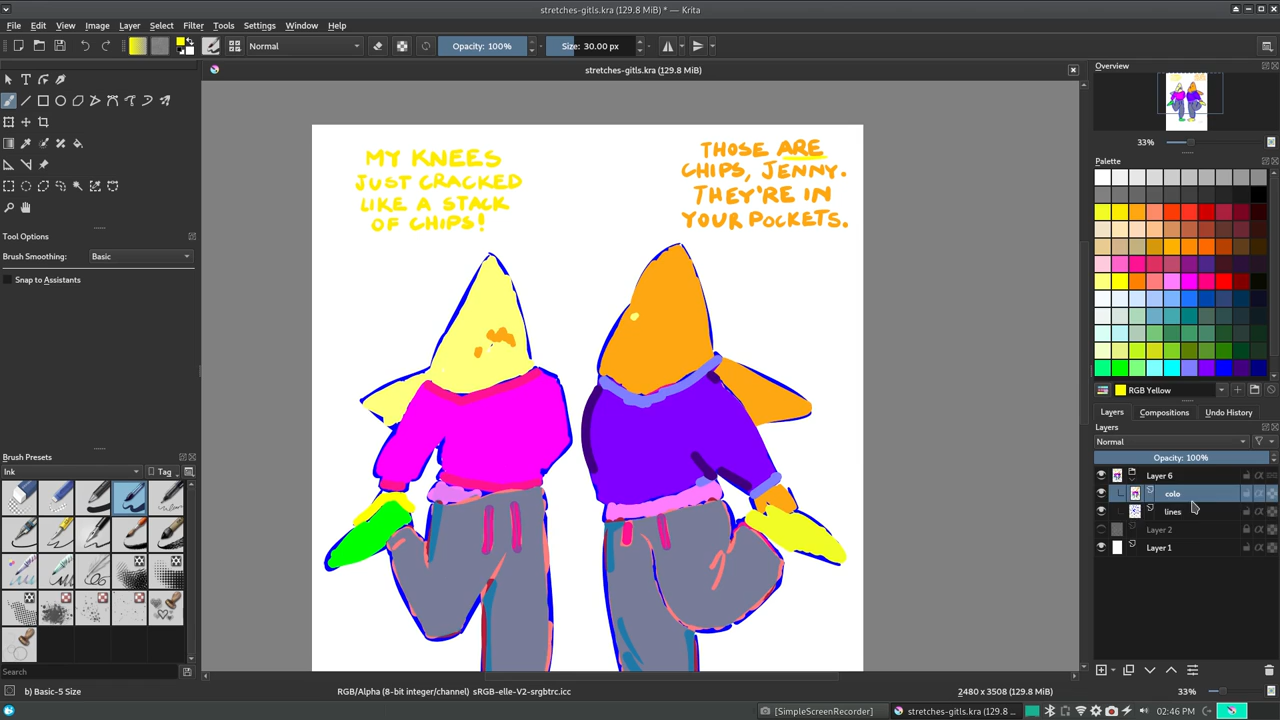 stretches-gitls.kra (129.8 MiB) * — Krita
File Edit View Image Layer Select Filter Tools Settings Window Help
Normal Opacity: 100% Size: 30.00 px
stretches-gitls.kra (129.8 MiB)
Tool Options
Brush Smoothing: Basic
Snap to Assistants
Brush Presets
Ink Tag
Search
MY KNEES
JUST CRACKED
LIKE A STACK
OF CHIPS!
THOSE ARE
CHIPS, JENNY.
THEY'RE IN
YOUR POCKETS.
Overview
33%
Palette
RGB Yellow
Layers Compositions Undo History
Layers
Normal
Opacity: 100%
Layer 6
colo
lines
Layer 2
Layer 1
b) Basic-5 Size RGB/Alpha (8-bit integer/channel) sRGB-elle-V2-srgbtrc.icc 2480 x 3508 (129.8 MiB) 33%
[SimpleScreenRecorder] stretches-gitls.kra (129.8 ... 02:46 PM